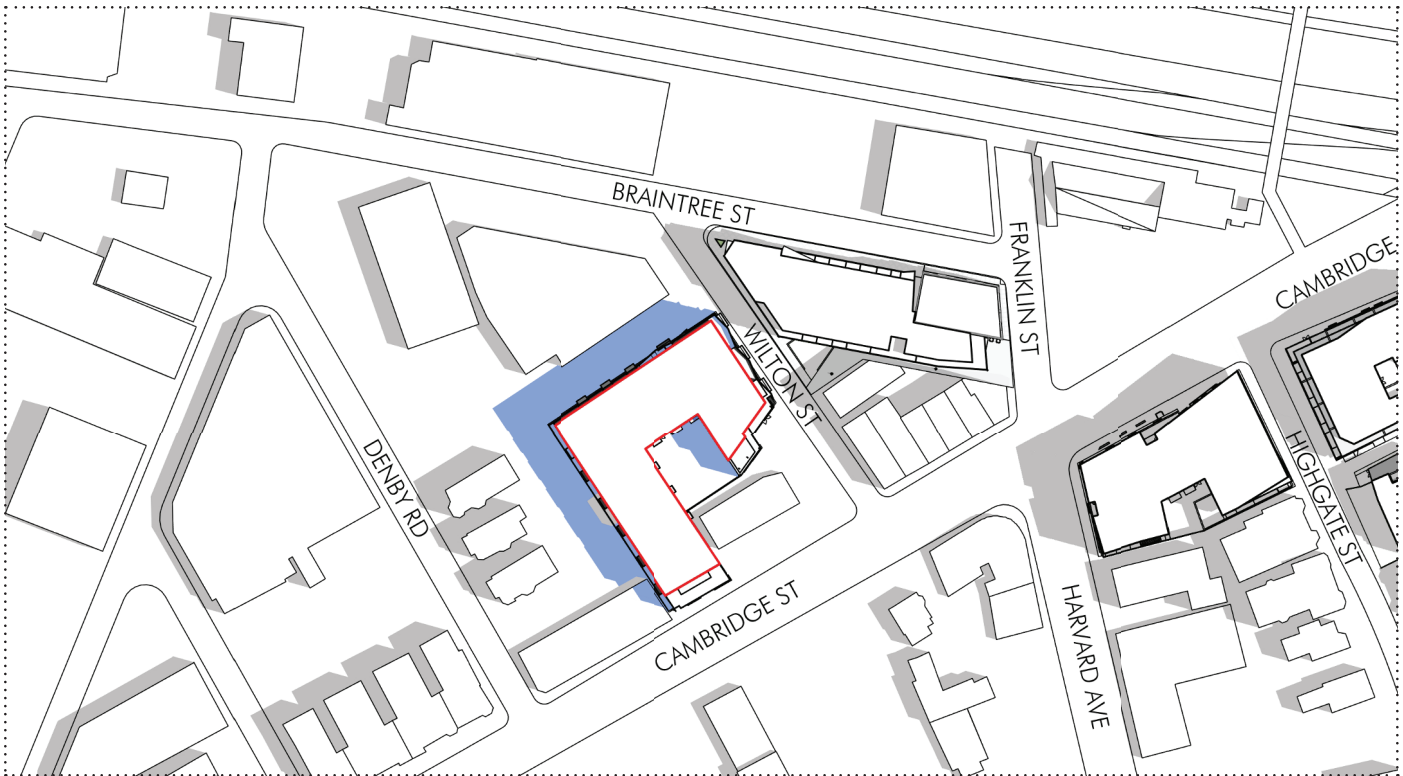 BRAINTREE ST
FRANKLIN ST
CAMBRIDGE
WILTON ST
DENBY RD
HIGHGATE ST
CAMBRIDGE ST
HARVARD AVE